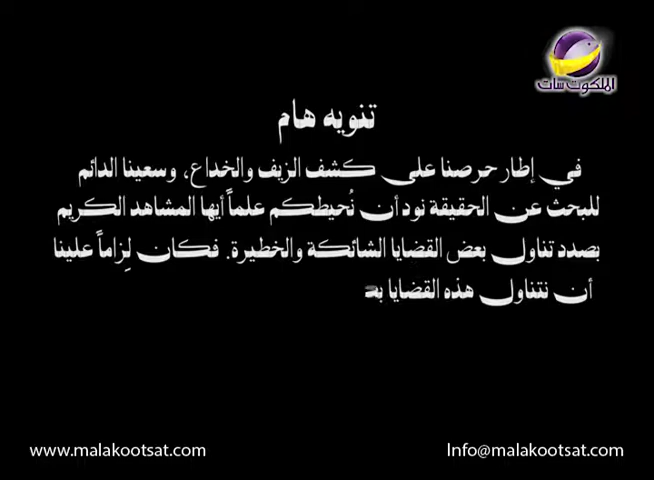 الملكوت سات
تنويه هام
في إطار حرصنا على كشف الزيف والخداع، وسعينا الدائم
للبحث عن الحقيقة نود أن نُحيطكم علماً أيها المشاهد الكريم
بصدد تناول بعض القضايا الشائكة والخطيرة. فكان لِزاماً علينا
أن نتناول هذه القضايا
www.malakootsat.com
Info@malakootsat.com